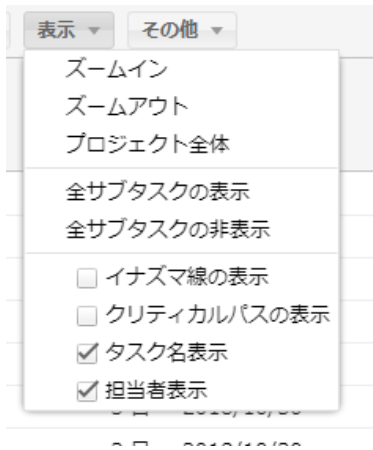 表示 その他
ズームイン
ズームアウト
プロジェクト全体
全サブタスクの表示
全サブタスクの非表示
イナズマ線の表示
クリティカルパスの表示
タスク名表示
担当者表示